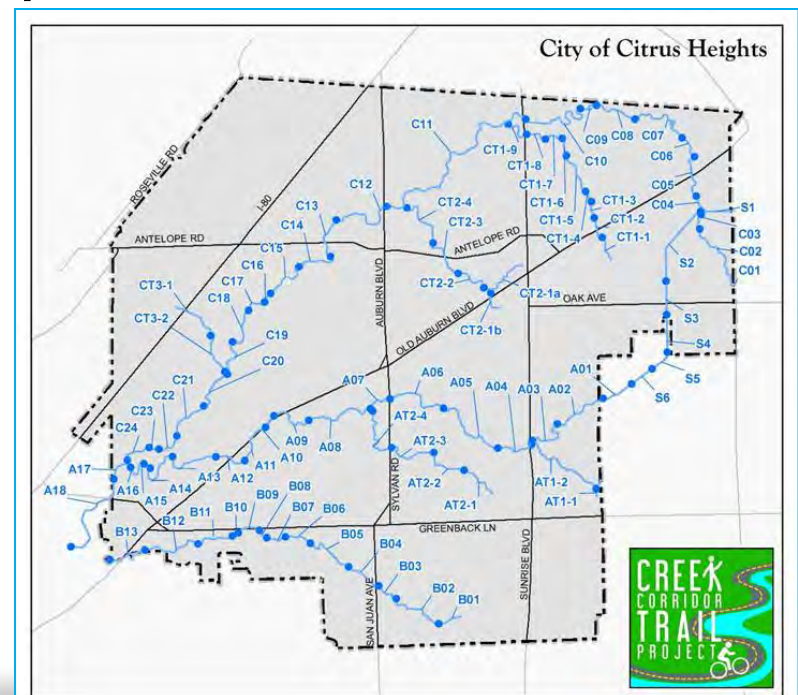 City of Citrus Heights
ROSEVILLE RD
I-80
C11
C09
C08
C07
CT1-9
CT1-8
C10
C06
CT1-7
CT1-6
C05
C13
C12
CT2-4
CT1-5
CT1-3
C04
S1
C14
CT2-3
CT1-4
CT1-2
C03
ANTELOPE RD
C15
ANTELOPE RD
CT1-1
S2
C02
C01
CT3-1
C17
C16
AUBURN BLVD
CT2-2
CT2-1a
OAK AVE
C18
CT3-2
OLD AUBURN BLVD
CT2-1b
S3
C19
S4
C20
A07
A06
A01
S5
C21
A05
A04
A03
A02
S6
C22
C23
AT2-4
C24
A09
A08
A10
AT2-3
A17
A11
A12
A13
A14
A15
A16
SYLVAN RD
AT2-2
AT1-2
A18
AT2-1
AT1-1
B08
B09
B06
B10
B07
GREENBACK LN
B11
B12
B13
B05
SUNRISE BLVD
B04
B03
SAN JUAN AVE
B02
B01
CREEK
CORRIDOR
TRAIL
PROJECT